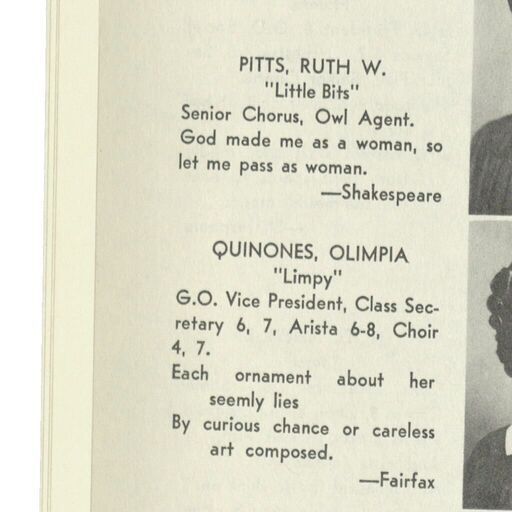 PITTS, RUTH W.
"Little Bits"
Senior Chorus, Owl Agent.
God made me as a woman, so
let me pass as woman.
—Shakespeare
QUINONES, OLIMPIA
"Limpy"
G.O. Vice President, Class Sec-
retary 6, 7, Arista 6-8, Choir
4, 7.
Each ornament about her
seemly lies
By curious chance or careless
art composed.
—Fairfax